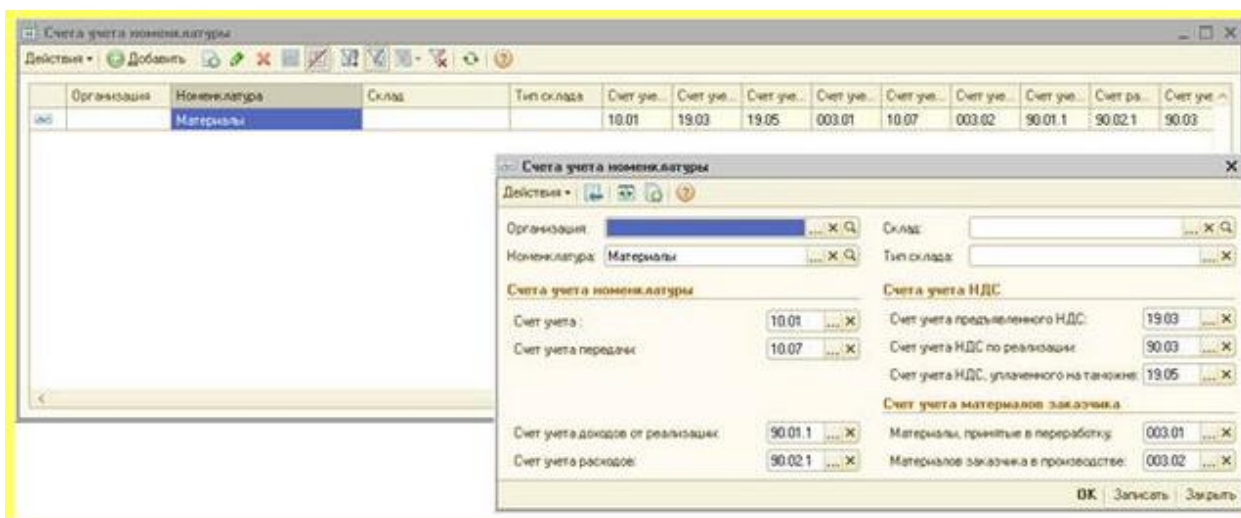 Счета учета номенклатуры
Действия Добавить
Организация Номенклатура Склад Тип склада Счет уче... Счет уче... Счет уче... Счет уче... Счет уче... Счет уче... Счет уче... Счет ра... Счет уче
Материалы 10.01 19.03 19.05 003.01 10.07 003.02 90.01.1 90.02.1 90.03
Счета учета номенклатуры
Действия
Организация: Склад:
Номенклатура: Материалы Тип склада:
Счета учета номенклатуры Счета учета НДС
Счет учета : 10.01 Счет учета предъявленного НДС: 19.03
Счет учета передачи: 10.07 Счет учета НДС по реализации: 90.03
Счет учета НДС, уплаченного на таможне: 19.05
Счет учета материалов заказчика
Счет учета доходов от реализации: 90.01.1 Материалы, принятые в переработку: 003.01
Счет учета расходов: 90.02.1 Материалов заказчика в производстве: 003.02
OK Записать Закрыть